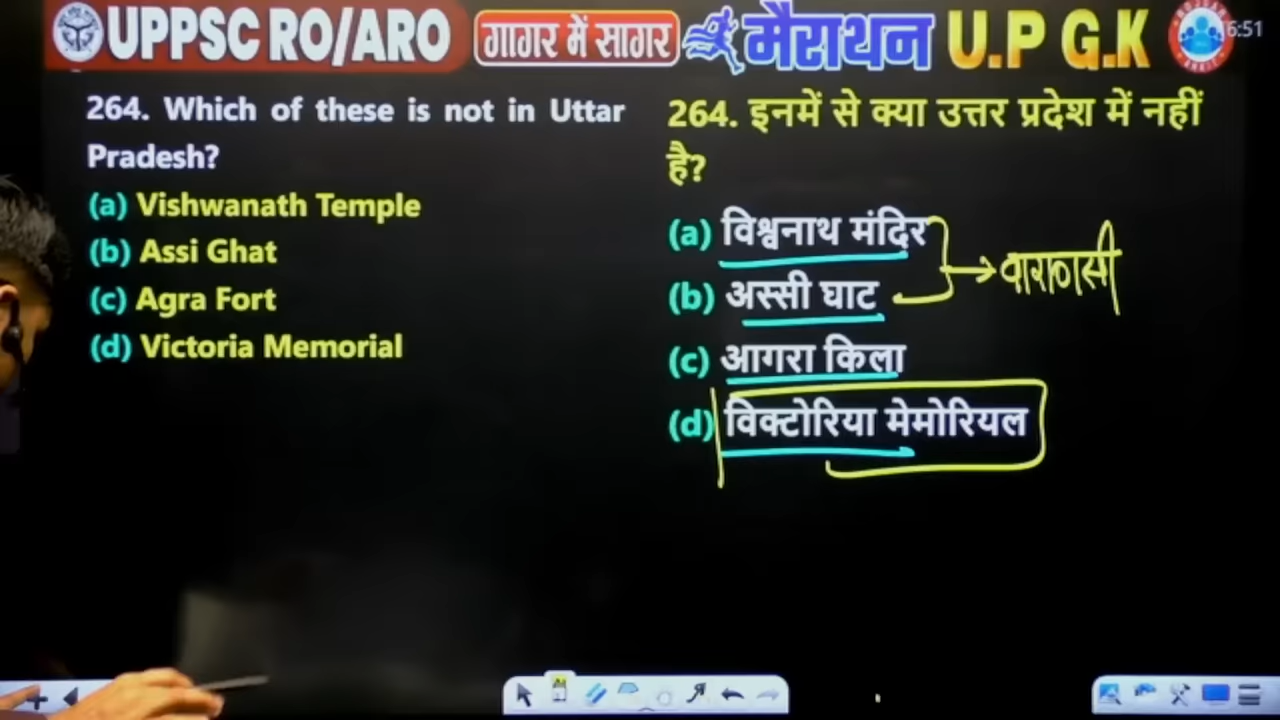 UPPSC RO/ARO गागर में सागर मैराथन U.P G.K 6:51
264. Which of these is not in Uttar
Pradesh?
(a) Vishwanath Temple
(b) Assi Ghat
(c) Agra Fort
(d) Victoria Memorial
264. इनमें से क्या उत्तर प्रदेश में नहीं
है?
(a) विश्वनाथ मंदिर
(b) अस्सी घाट
वाराणसी
(c) आगरा किला
(d) विक्टोरिया मेमोरियल